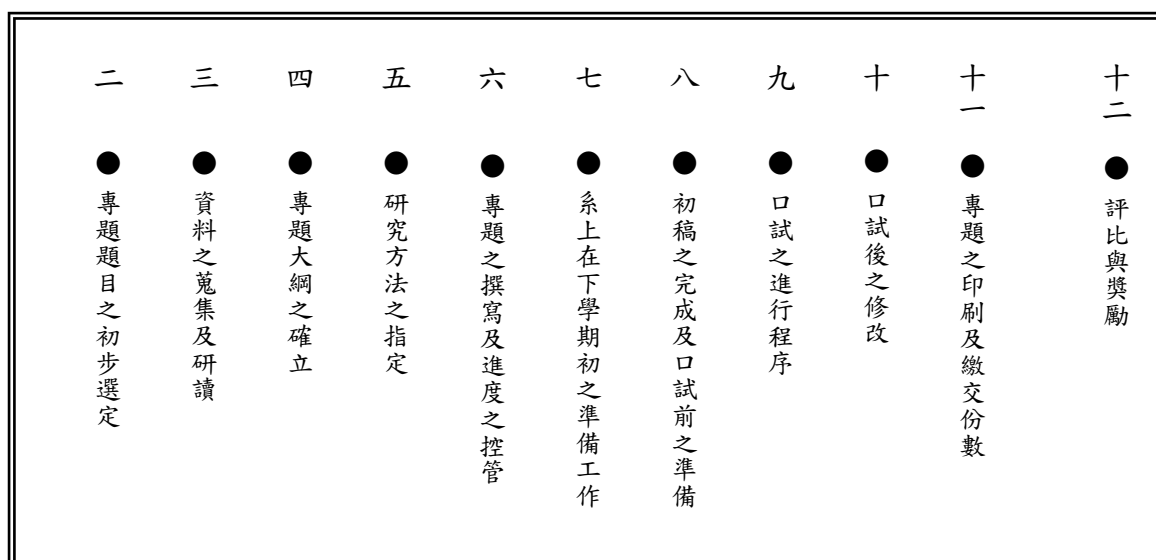 二 ● 專題題目之初步選定
三 ● 資料之蒐集及研讀
四 ● 專題大綱之確立
五 ● 研究方法之指定
六 ● 專題之撰寫及進度之控管
七 ● 系上在下學期初之準備工作
八 ● 初稿之完成及口試前之準備
九 ● 口試之進行程序
十 ● 口試後之修改
十一 ● 專題之印刷及繳交份數
十二 ● 評比與獎勵